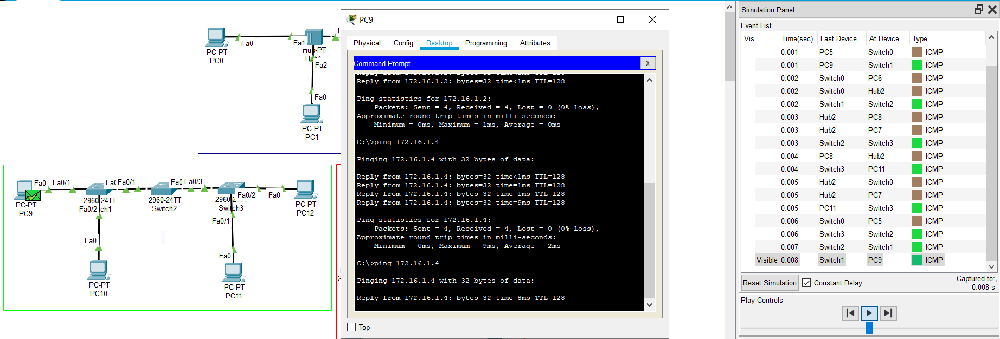 PC-PT
PC0
Fa0
Fa1
Hub-PT
Fa2
Fa0
PC-PT
PC1
Fa0
Fa0/1
Fa0/1
Fa0
Fa0/3
Fa0/2
Fa0
PC-PT
PC9
2960-24TT
Fa0/2
2960-24TT
Switch2
Switch3
PC-PT
PC12
Fa0/1
Fa0
Fa0
PC-PT
PC10
PC-PT
PC11
PC9
Physical Config Desktop Programming Attributes
Command Prompt X
Reply from 172.16.1.2: bytes=32 time<1ms TTL=128
Ping statistics for 172.16.1.2:
Packets: Sent = 4, Received = 4, Lost = 0 (0% loss),
Approximate round trip times in milli-seconds:
Minimum = 0ms, Maximum = 1ms, Average = 0ms
C:\>ping 172.16.1.4
Pinging 172.16.1.4 with 32 bytes of data:
Reply from 172.16.1.4: bytes=32 time<1ms TTL=128
Reply from 172.16.1.4: bytes=32 time=1ms TTL=128
Reply from 172.16.1.4: bytes=32 time=1ms TTL=128
Reply from 172.16.1.4: bytes=32 time=9ms TTL=128
Ping statistics for 172.16.1.4:
Packets: Sent = 4, Received = 4, Lost = 0 (0% loss),
Approximate round trip times in milli-seconds:
Minimum = 0ms, Maximum = 9ms, Average = 2ms
C:\>ping 172.16.1.4
Pinging 172.16.1.4 with 32 bytes of data:
Reply from 172.16.1.4: bytes=32 time=8ms TTL=128
Top
Simulation Panel
Event List
Vis. Time(sec) Last Device At Device Type
0.001 PC5 Switch0 ICMP
0.001 PC9 Switch1 ICMP
0.002 Switch0 PC6 ICMP
0.002 Switch0 Hub2 ICMP
0.002 Switch1 Switch2 ICMP
0.003 Hub2 PC8 ICMP
0.003 Hub2 PC7 ICMP
0.003 Switch2 Switch3 ICMP
0.004 PC8 Hub2 ICMP
0.004 Switch3 PC11 ICMP
0.005 Hub2 Switch0 ICMP
0.005 Hub2 PC7 ICMP
0.005 PC11 Switch3 ICMP
0.006 Switch0 PC5 ICMP
0.006 Switch3 Switch2 ICMP
0.007 Switch2 Switch1 ICMP
Visible 0.008 Switch1 PC9 ICMP
Reset Simulation Constant Delay
Captured to:
0.008 s
Play Controls